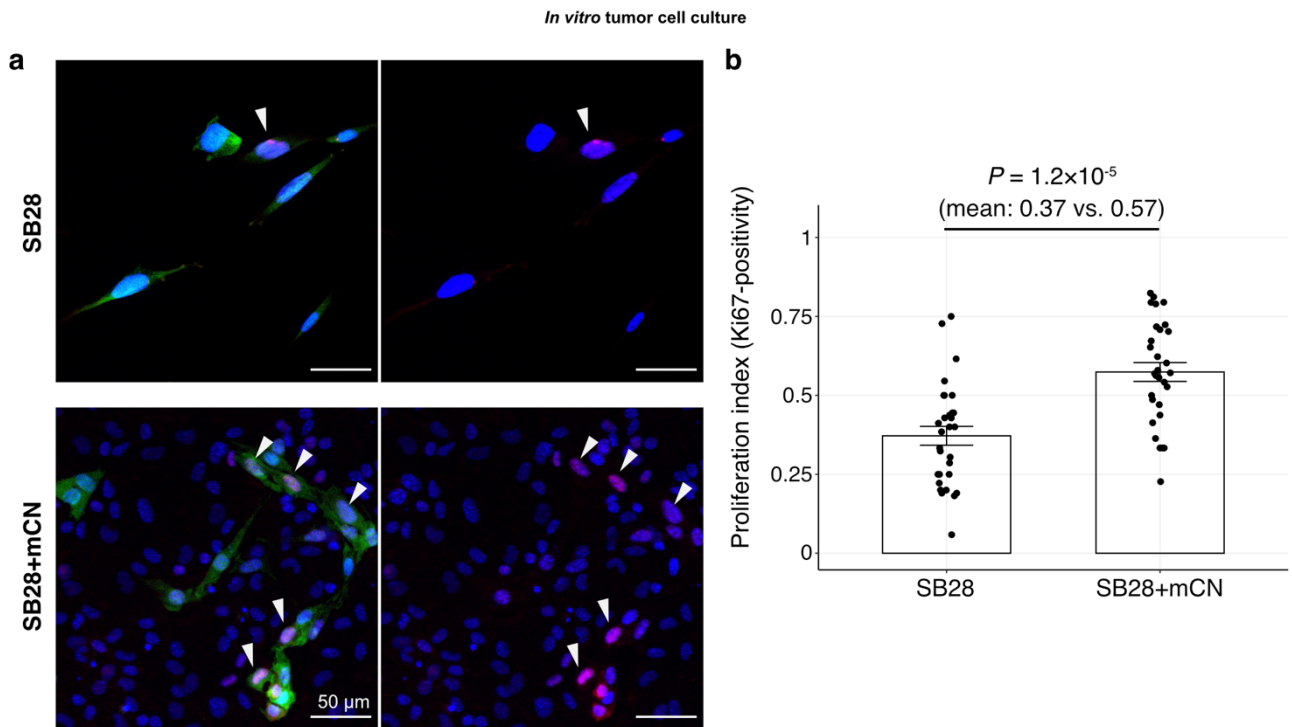 In vitro tumor cell culture
a
SB28
SB28+mCN
50 µm
b
P = 1.2×10⁻⁵
(mean: 0.37 vs. 0.57)
Proliferation index (Ki67-positivity)
1
0.75
0.5
0.25
0
SB28
SB28+mCN